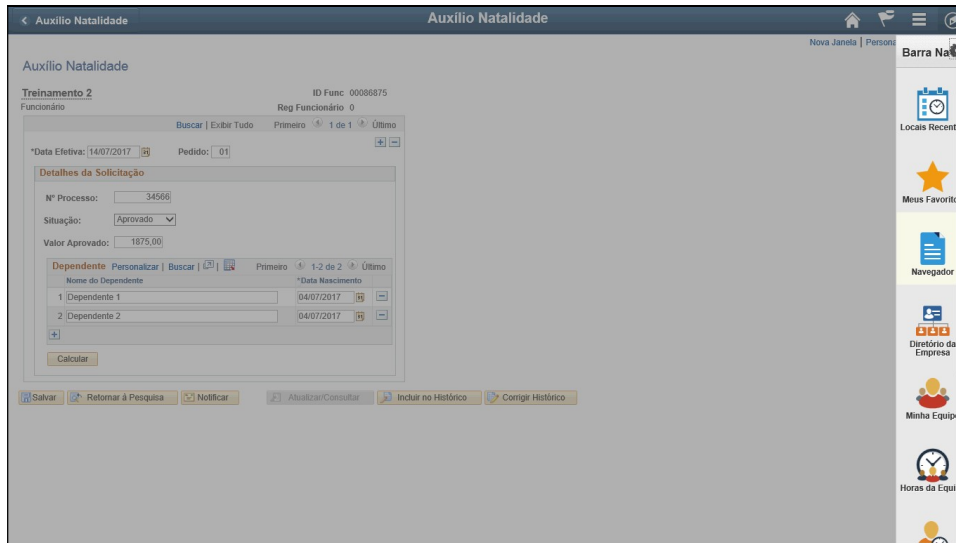 Auxílio Natalidade
Auxílio Natalidade
Nova Janela | Persona
Barra Na
Auxílio Natalidade
Treinamento 2
ID Func 00086875
Funcionário
Reg Funcionário 0
Buscar | Exibir Tudo Primeiro 1 de 1 Último
*Data Efetiva: 14/07/2017 Pedido: 01
Detalhes da Solicitação
Nº Processo: 34566
Situação: Aprovado
Valor Aprovado: 1875,00
Dependente Personalizar | Buscar | Primeiro 1-2 de 2 Último
Nome do Dependente *Data Nascimento
1 Dependente 1 04/07/2017
2 Dependente 2 04/07/2017
Calcular
Salvar Retornar á Pesquisa Notificar Atualizar/Consultar Incluir no Histórico Corrigir Histórico
Locais Recent
Meus Favorito
Navegador
Diretório da
Empresa
Minha Equipe
Horas da Equi